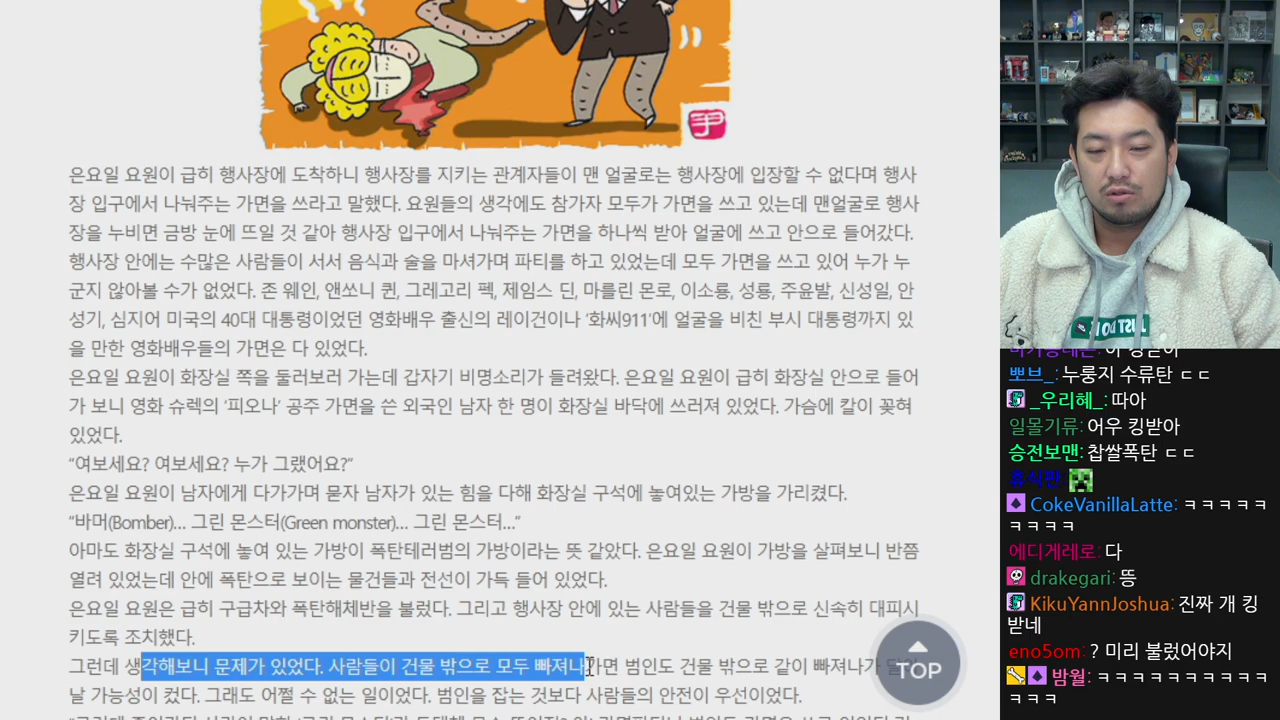 은요일 요원이 급히 행사장에 도착하니 행사장를 지키는 관계자들이 맨 얼굴로는 행사장에 입장할 수 없다며 행사
장 입구에서 나눠주는 가면을 쓰라고 말했다. 요원들의 생각에도 참가자 모두가 가면을 쓰고 있는데 맨얼굴로 행사
장을 누비면 금방 눈에 뜨일 것 같아 행사장 입구에서 나눠주는 가면을 하나씩 받아 얼굴에 쓰고 안으로 들어갔다.
행사장 안에는 수많은 사람들이 서서 음식과 술을 마셔가며 파티를 하고 있었는데 모두 가면을 쓰고 있어 누가 누
군지 않아볼 수가 없었다. 존 웨인, 앤쏘니 퀸, 그레고리 펙, 제임스 딘, 마를린 몬로, 이소룡, 성룡, 주윤발, 신성일, 안
성기, 심지어 미국의 40대 대통령이었던 영화배우 출신의 레이건이나 ‘화씨911’에 얼굴을 비친 부시 대통령까지 있
을 만한 영화배우들의 가면은 다 있었다.
은요일 요원이 화장실 쪽을 둘러보러 가는데 갑자기 비명소리가 들려왔다. 은요일 요원이 급히 화장실 안으로 들어
가 보니 영화 슈렉의 ‘피오나’ 공주 가면을 쓴 외국인 남자 한 명이 화장실 바닥에 쓰러져 있었다. 가슴에 칼이 꽂혀
있었다.
“여보세요? 여보세요? 누가 그랬어요?”
은요일 요원이 남자에게 다가가며 묻자 남자가 있는 힘을 다해 화장실 구석에 놓여있는 가방을 가리켰다.
“바머(Bomber)... 그린 몬스터(Green monster)... 그린 몬스터...”
아마도 화장실 구석에 놓여 있는 가방이 폭탄테러범의 가방이라는 뜻 같았다. 은요일 요원이 가방을 살펴보니 반쯤
열려 있었는데 안에 폭탄으로 보이는 물건들과 전선이 가득 들어 있었다.
은요일 요원은 급히 구급차와 폭탄해체반을 불렀다. 그리고 행사장 안에 있는 사람들을 건물 밖으로 신속히 대피시
키도록 조치했다.
그런데 생각해보니 문제가 있었다. 사람들이 건물 밖으로 모두 빠져나가면 범인도 건물 밖으로 같이 빠져나가
날 가능성이 컸다. 그래도 어쩔 수 없는 일이었다. 범인을 잡는 것보다 사람들의 안전이 우선이었다.
TOP
JUST DO IT
뽀브_: 누룽지 수류탄 ㄷㄷ
_우리혜_: 따아
일몰기류: 어우 킹받아
승전보맨: 찹쌀폭탄 ㄷㄷ
휴식만:
CokeVanillaLatte: ㅋㅋㅋㅋㅋ
ㅋㅋㅋㅋ
에디게레로: 다
drakegari: 뜡
KikuYannJoshua: 진짜 개 킹
받네
eno5om: ? 미리 불렀어야지
밤월: ㅋㅋㅋㅋㅋㅋㅋㅋㅋㅋ
ㅋㅋㅋ